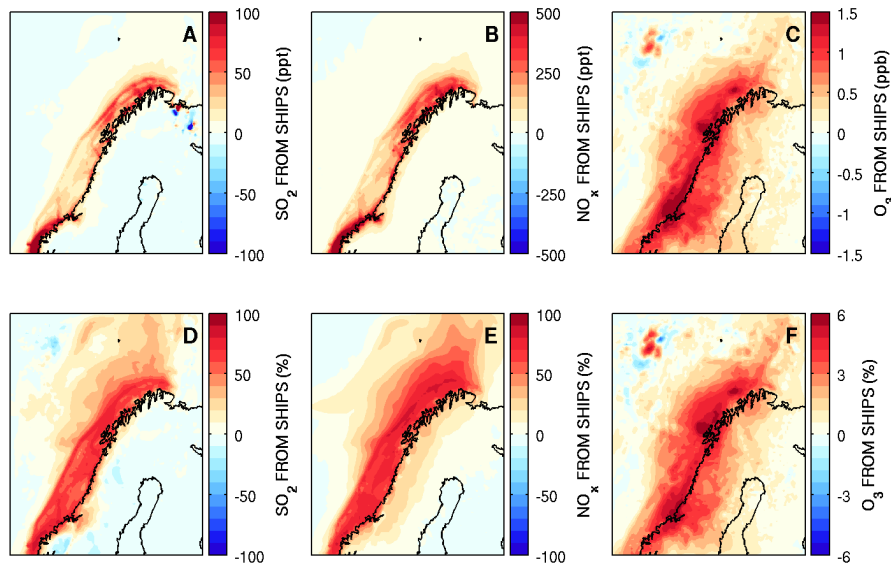 A
100
50
0
-50
-100
SO2 FROM SHIPS (ppt)
B
500
250
0
-250
-500
NOx FROM SHIPS (ppt)
C
1.5
1
0.5
0
-0.5
-1
-1.5
O3 FROM SHIPS (ppb)
D
100
50
0
-50
-100
SO2 FROM SHIPS (%)
E
100
50
0
-50
-100
NOx FROM SHIPS (%)
F
6
3
0
-3
-6
O3 FROM SHIPS (%)